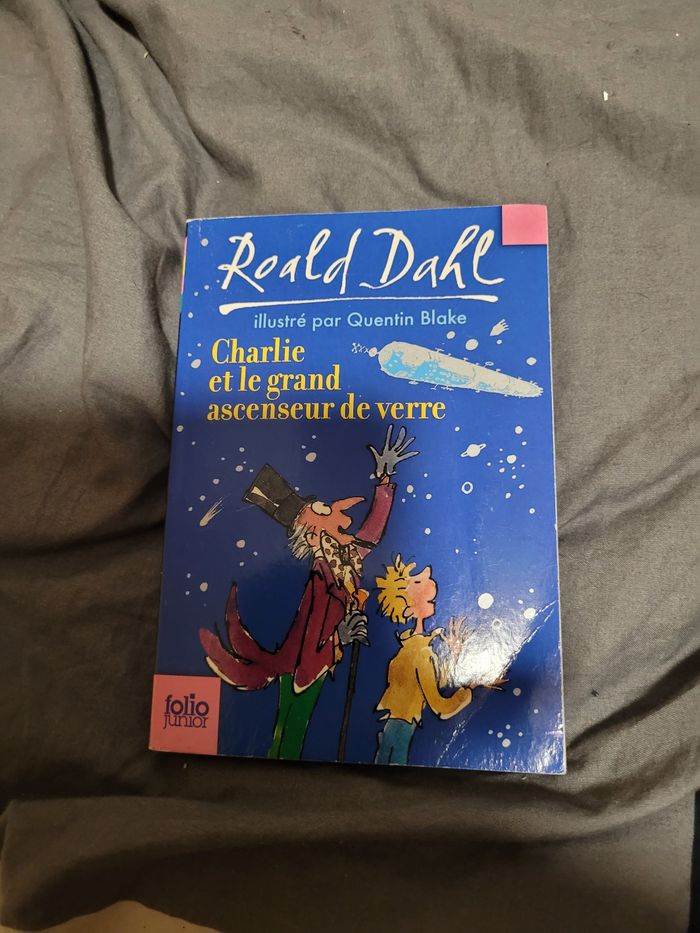 Roald Dahl
illustré par Quentin Blake
Charlie
et le grand
ascenseur de verre
folio
junior